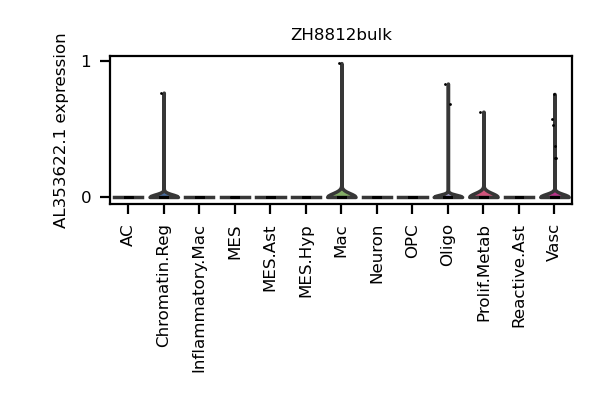 ZH8812bulk
AL353622.1 expression
1
0
AC
Chromatin.Reg
Inflammatory.Mac
MES
MES.Ast
MES.Hyp
Mac
Neuron
OPC
Oligo
Prolif.Metab
Reactive.Ast
Vasc